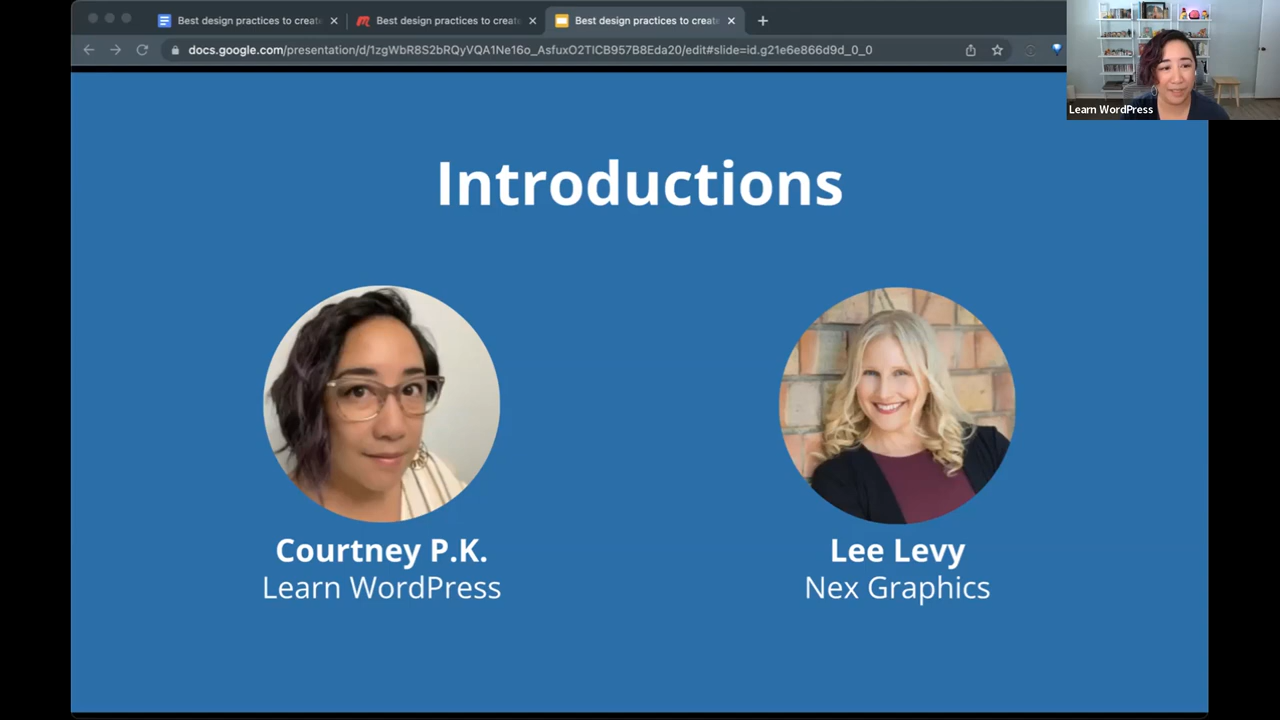 Best design practices to create
Best design practices to create
Best design practices to create
docs.google.com/presentation/d/1zgWbR8S2bRQyVQA1Ne16o_AsfuxO2TICB957B8Eda20/edit#slide=id.g21e6e866d9d_0_0
Learn WordPress
Introductions
Courtney P.K.
Learn WordPress
Lee Levy
Nex Graphics